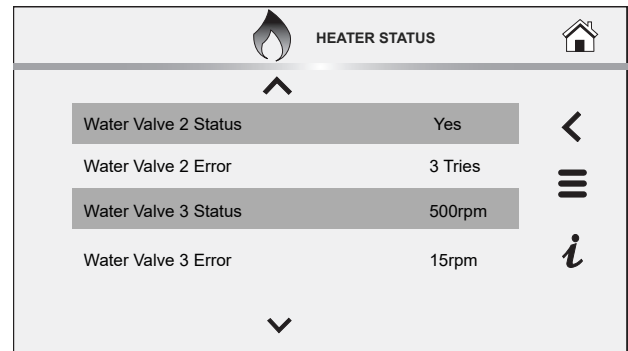 HEATER STATUS
Water Valve 2 Status Yes
Water Valve 2 Error 3 Tries
Water Valve 3 Status 500rpm
Water Valve 3 Error 15rpm